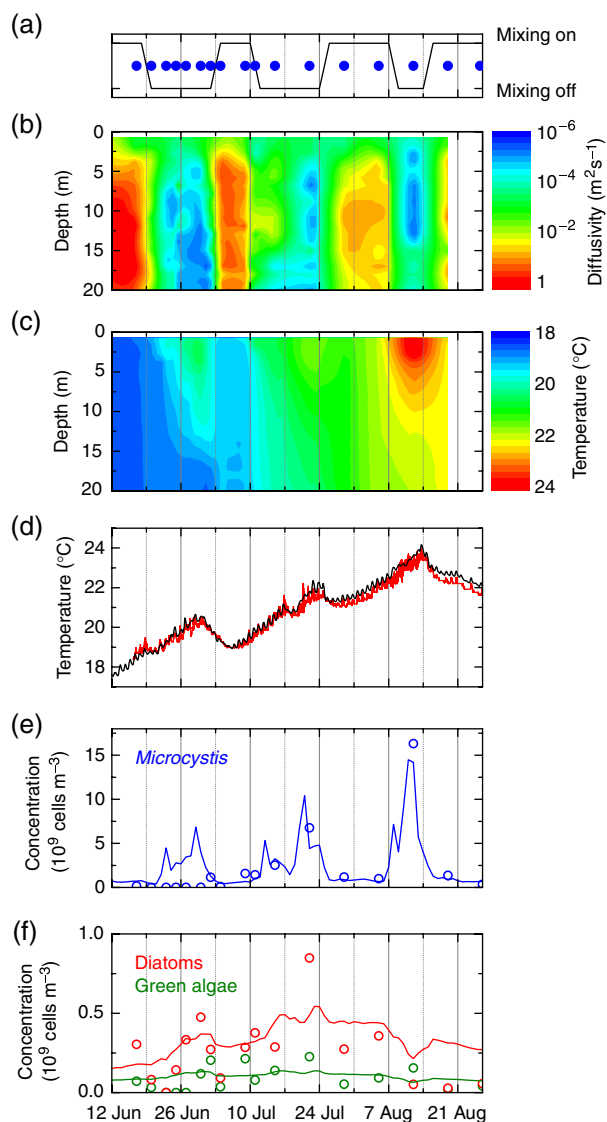 (a)
Mixing on
Mixing off
(b)
0
5
10
15
20
Depth (m)
10⁻⁶
10⁻⁴
10⁻²
1
Diffusivity (m² s⁻¹)
(c)
0
5
10
15
20
Depth (m)
18
20
22
24
Temperature (°C)
(d)
24
22
20
18
Temperature (°C)
(e)
15
10
5
0
Concentration
(10⁹ cells m⁻³)
Microcystis
(f)
1.0
0.5
0.0
Concentration
(10⁹ cells m⁻³)
Diatoms
Green algae
12 Jun 26 Jun 10 Jul 24 Jul 7 Aug 21 Aug